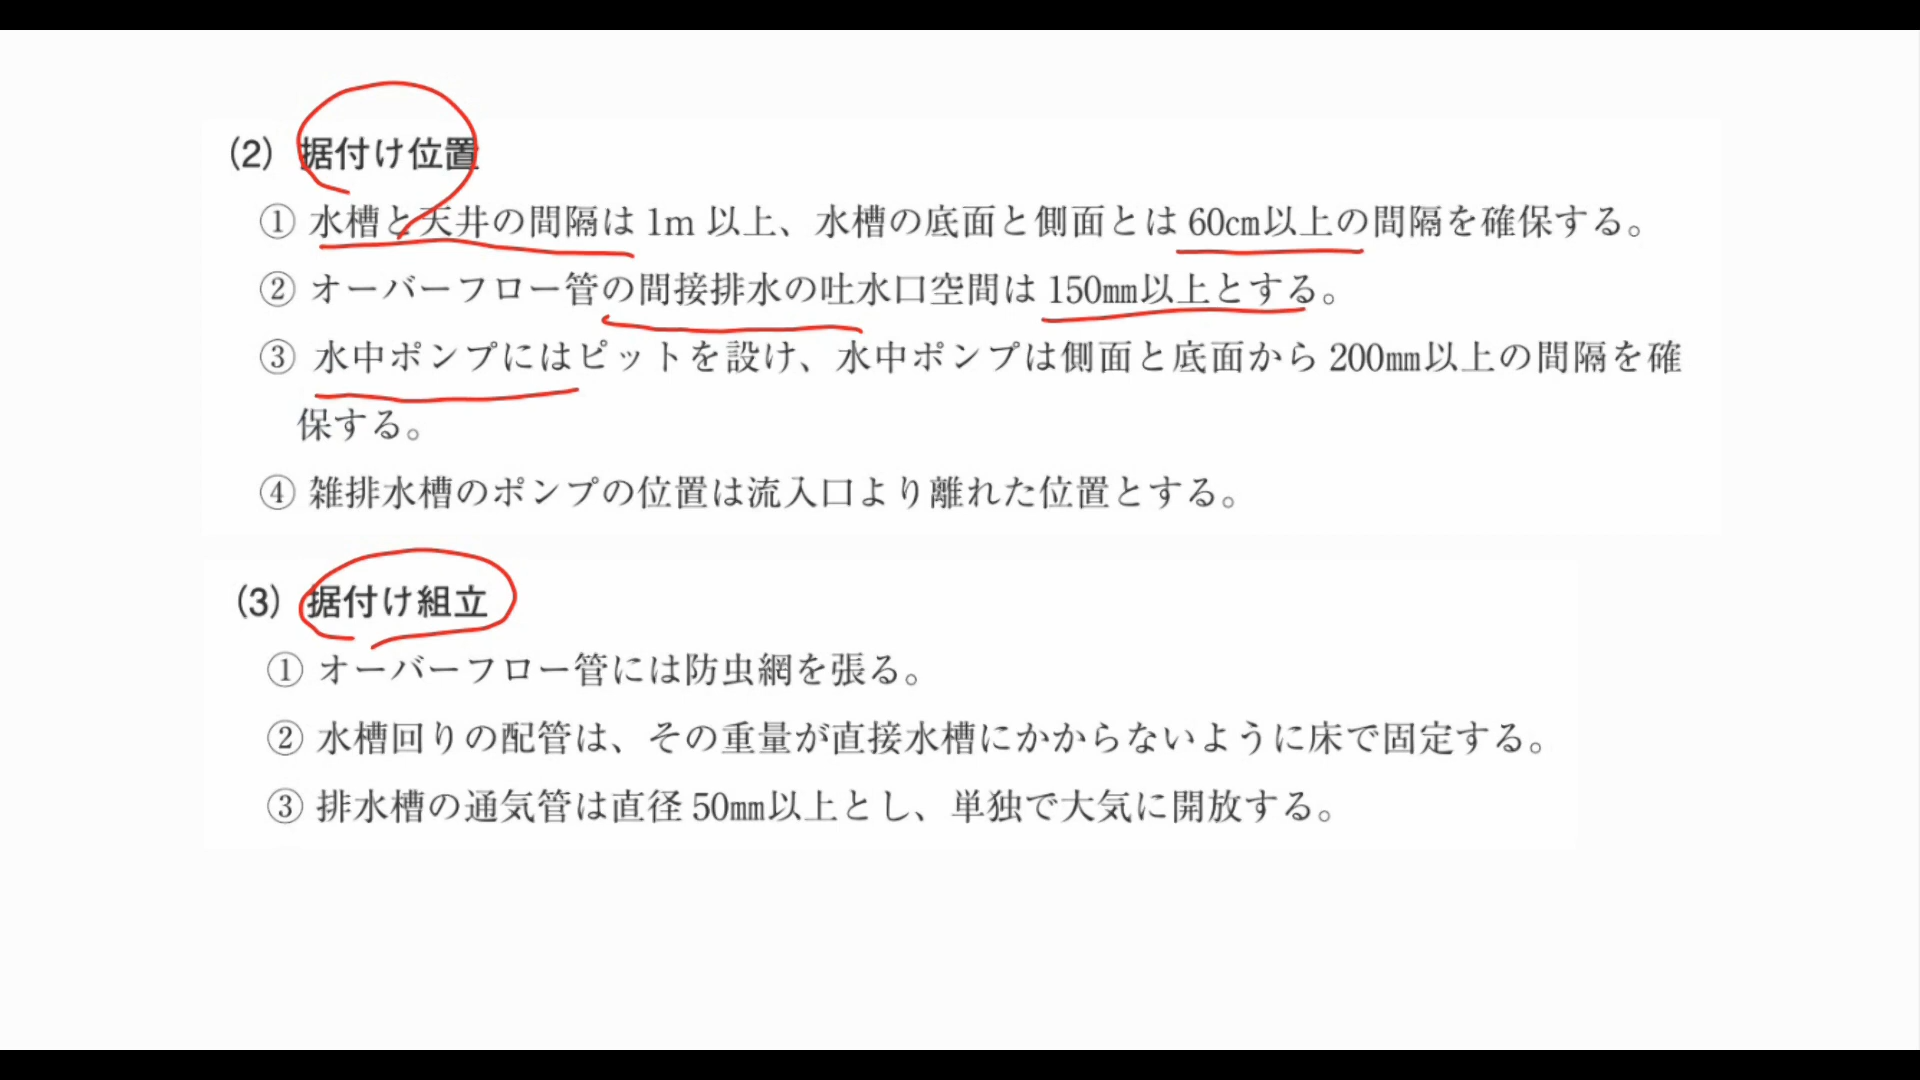 (2) 据付け位置
① 水槽と天井の間隔は 1m 以上、水槽の底面と側面とは 60㎝以上の間隔を確保する。
② オーバーフロー管の間接排水の吐水口空間は 150㎜以上とする。
③ 水中ポンプにはピットを設け、水中ポンプは側面と底面から 200㎜以上の間隔を確
保する。
④ 雑排水槽のポンプの位置は流入口より離れた位置とする。
(3) 据付け組立
① オーバーフロー管には防虫網を張る。
② 水槽回りの配管は、その重量が直接水槽にかからないように床で固定する。
③ 排水槽の通気管は直径 50㎜以上とし、単独で大気に開放する。